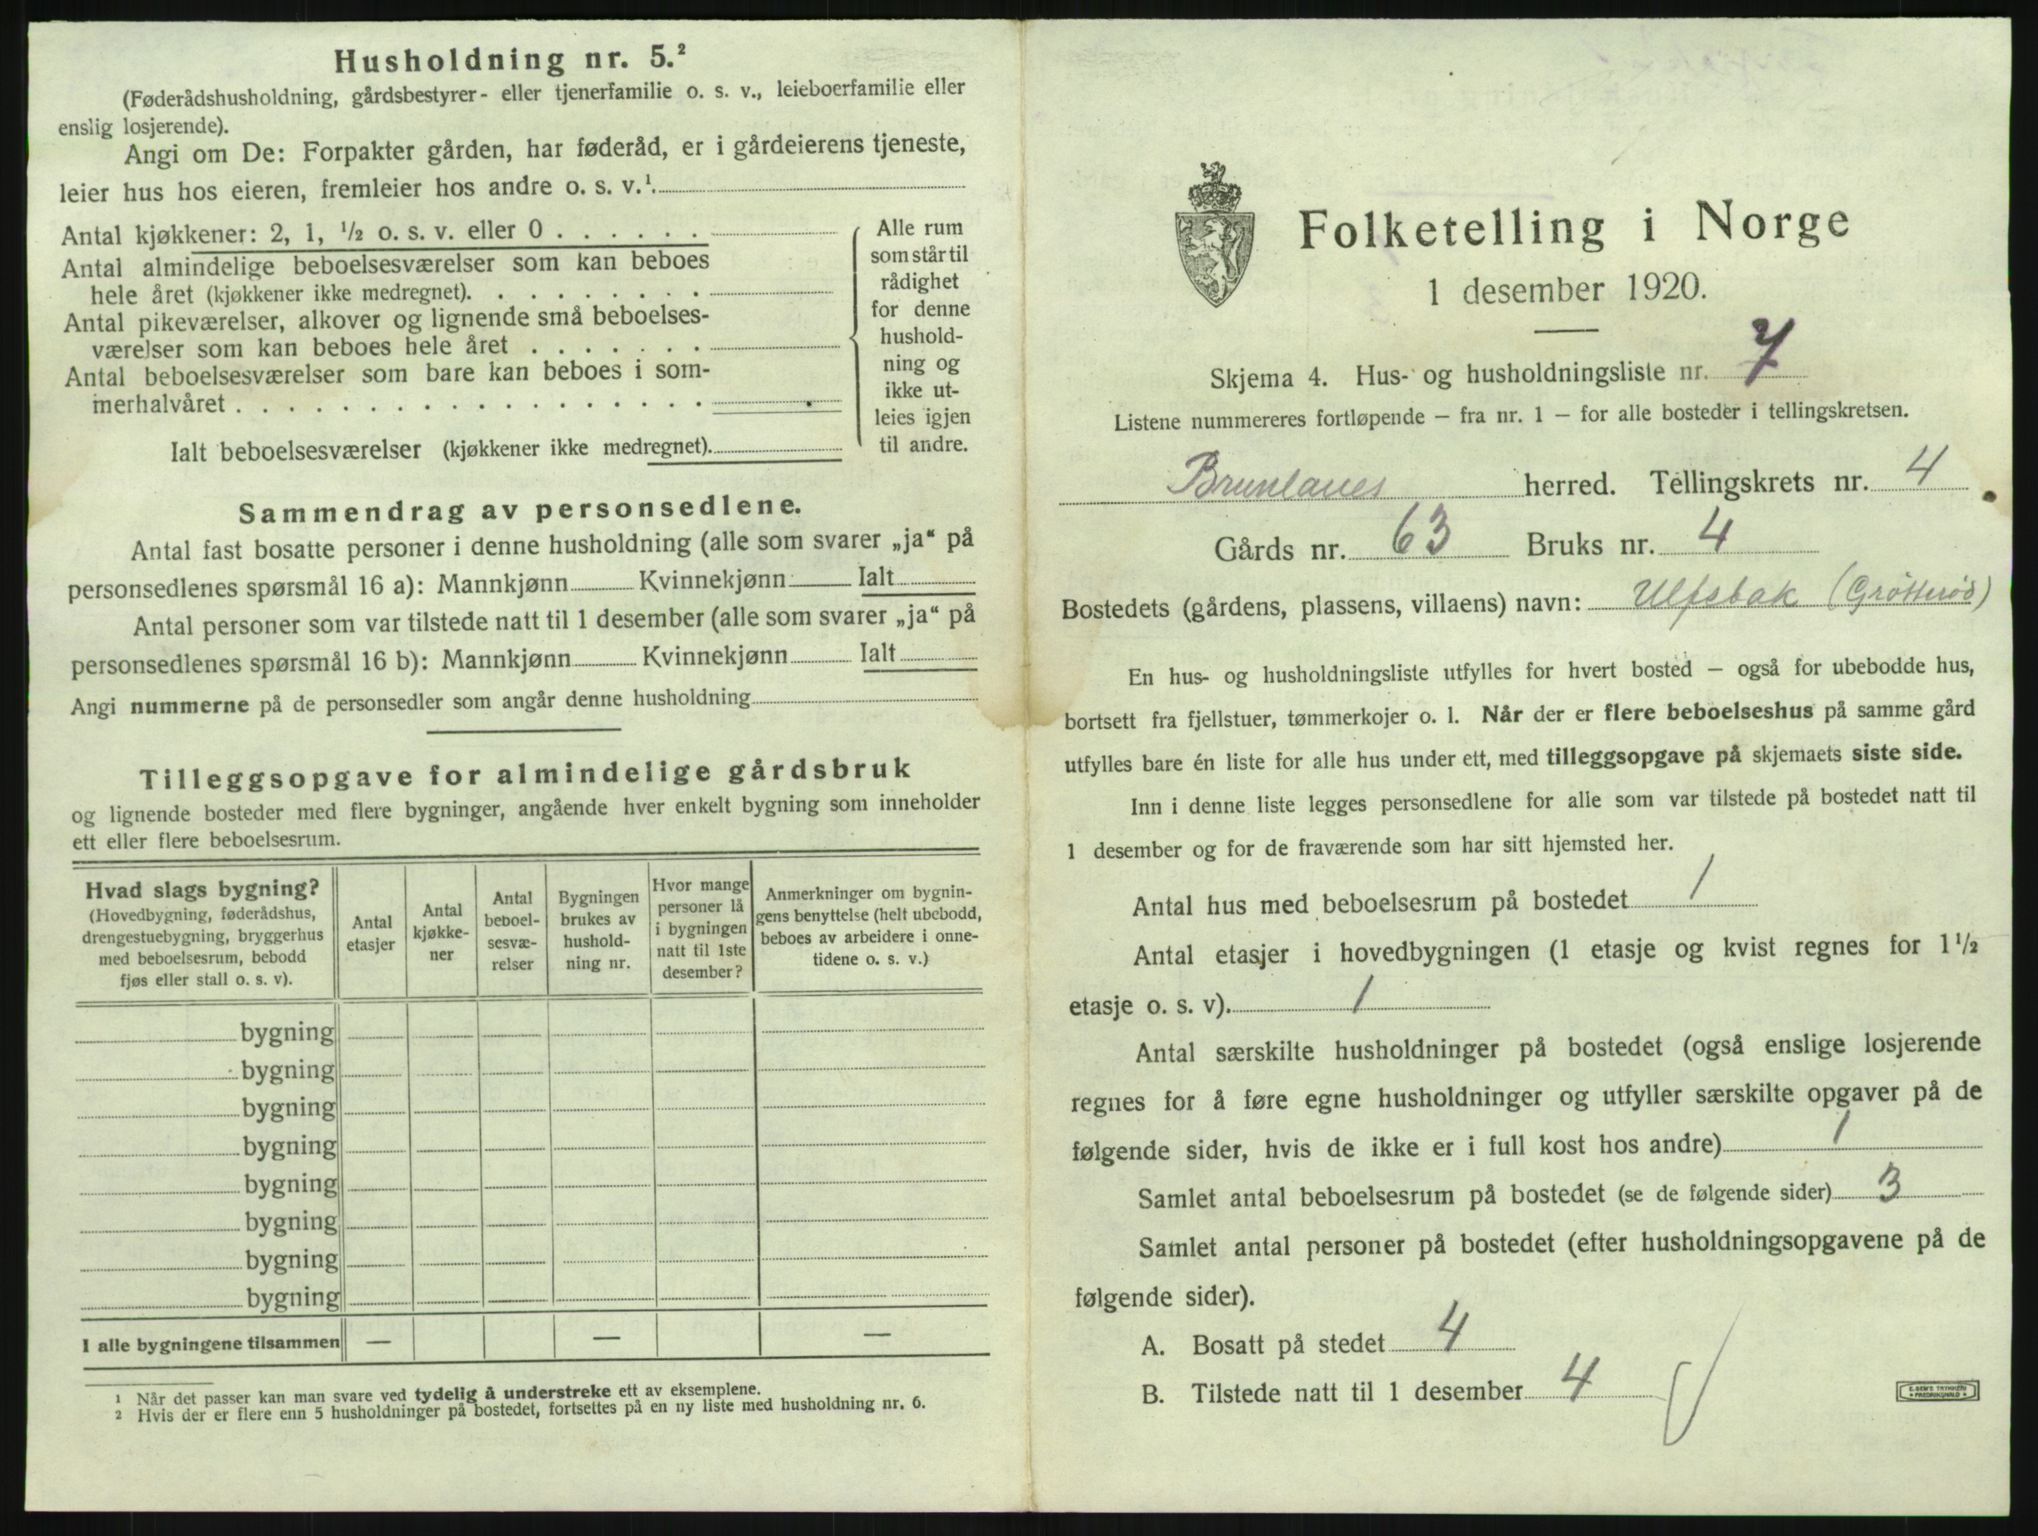 Husholdning nr. 5.²
(Føderådshusholdning, gårdsbestyrer- eller tjenerfamilie o. s. v., leieboerfamilie eller
enslig losjerende).
Angi om De: Forpakter gården, har føderåd, er i gårdeierens tjeneste,
leier hus hos eieren, fremleier hos andre o. s. v.¹
Antal kjøkkener: 2, 1, ½ o. s. v. eller 0
Antal almindelige beboelsesværelser som kan beboes
hele året (kjøkkener ikke medregnet).
Antal pikeværelser, alkover og lignende små beboelses-
værelser som kan beboes hele året
Antal beboelsesværelser som bare kan beboes i som-
merhalvåret
Ialt beboelsesværelser (kjøkkener ikke medregnet).
Alle rum
som står til
rådighet
for denne
hushold-
ning og
ikke ut-
leies igjen
til andre.
Sammendrag av personsedlene.
Antal fast bosatte personer i denne husholdning (alle som svarer „ja“ på
personsedlenes spørsmål 16 a): Mannkjønn Kvinnekjønn Ialt
Antal personer som var tilstede natt til 1 desember (alle som svarer „ja“ på
personsedlenes spørsmål 16 b): Mannkjønn Kvinnekjønn Ialt
Angi nummerne på de personsedler som angår denne husholdning
Tilleggsopgave for almindelige gårdsbruk
og lignende bosteder med flere bygninger, angående hver enkelt bygning som inneholder
ett eller flere beboelsesrum.
Hvad slags bygning?
(Hovedbygning, føderådshus,
drengestuebygning, bryggerhus
med beboelsesrum, bebodd
fjøs eller stall o. s. v).
Antal
etasjer
Antal
kjøkke-
ner
Antal
beboel-
sesvæ-
relser
Bygningen
brukes av
hushold-
ning nr.
Hvor mange
personer lå
i bygningen
natt til 1ste
desember?
Anmerkninger om bygnin-
gens benyttelse (helt ubebodd,
beboes av arbeidere i onne-
tidene o. s. v.)
bygning
bygning
bygning
bygning
bygning
bygning
bygning
bygning
I alle bygningene tilsammen — — —
¹ Når det passer kan man svare ved tydelig å understreke ett av eksemplene.
² Hvis der er flere enn 5 husholdninger på bostedet, fortsettes på en ny liste med husholdning nr. 6.
Folketelling i Norge
1 desember 1920.
Skjema 4. Hus- og husholdningsliste nr. 7
Listene nummereres fortløpende — fra nr. 1 — for alle bosteder i tellingskretsen.
Brunlanes herred. Tellingskrets nr. 4
Gårds nr. 63 Bruks nr. 4
Bostedets (gårdens, plassens, villaens) navn: Ulfsbak (Grøtterød)
En hus- og husholdningsliste utfylles for hvert bosted — også for ubebodde hus,
bortsett fra fjellstuer, tømmerkojer o. l. Når der er flere beboelseshus på samme gård
utfylles bare én liste for alle hus under ett, med tilleggsopgave på skjemaets siste side.
Inn i denne liste legges personsedlene for alle som var tilstede på bostedet natt til
1 desember og for de fraværende som har sitt hjemsted her.
Antal hus med beboelsesrum på bostedet 1
Antal etasjer i hovedbygningen (1 etasje og kvist regnes for 1½
etasje o. s. v). 1
Antal særskilte husholdninger på bostedet (også enslige losjerende
regnes for å føre egne husholdninger og utfyller særskilte opgaver på de
følgende sider, hvis de ikke er i full kost hos andre) 1
Samlet antal beboelsesrum på bostedet (se de følgende sider) 3
Samlet antal personer på bostedet (efter husholdningsopgavene på de
følgende sider).
A. Bosatt på stedet 4
B. Tilstede natt til 1 desember 4